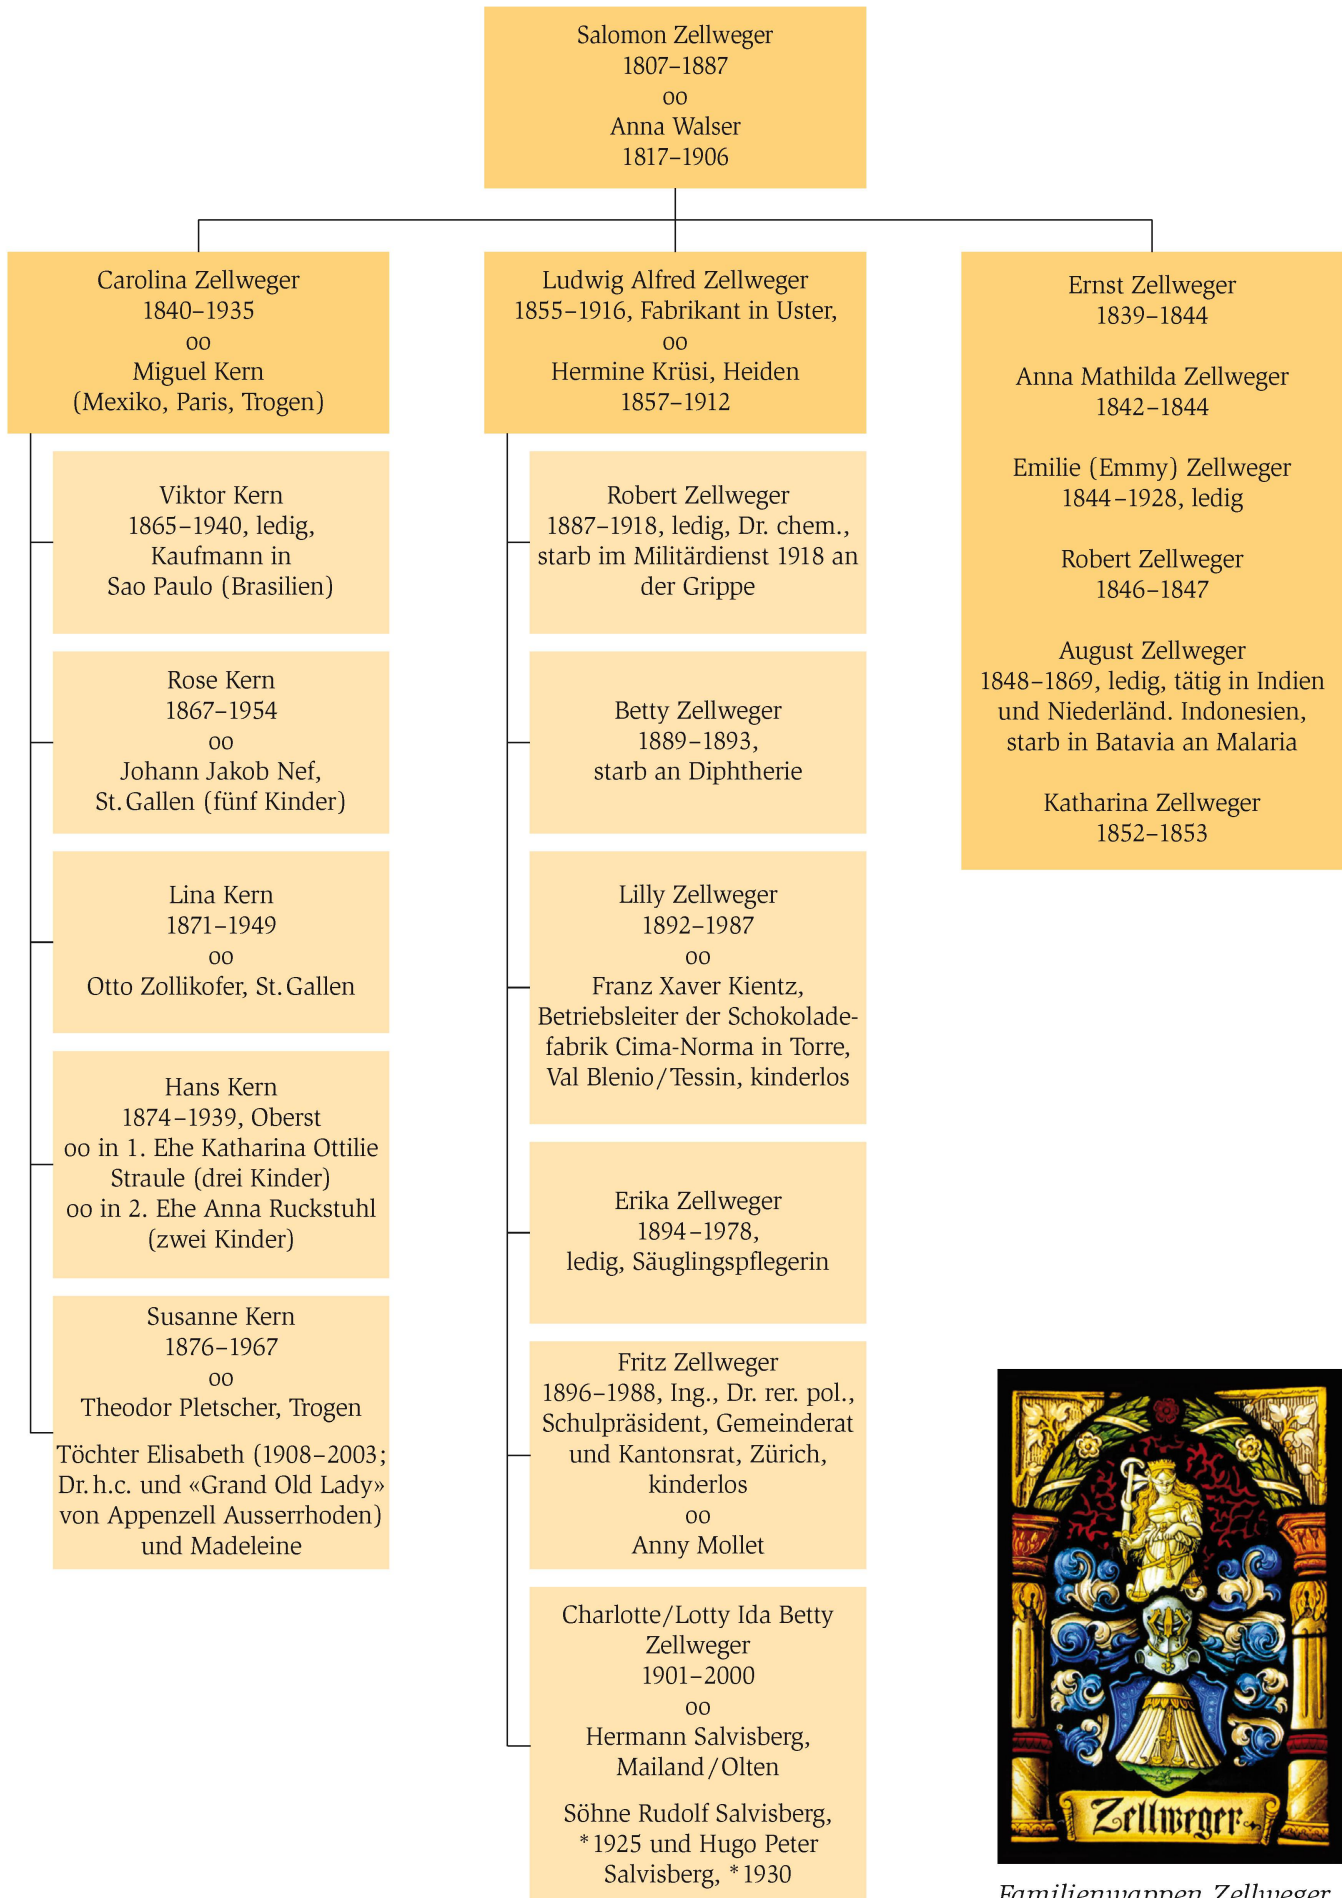 Salomon Zellweger
1807–1887
oo
Anna Walser
1817–1906
Carolina Zellweger
1840–1935
oo
Miguel Kern
(Mexiko, Paris, Trogen)
Viktor Kern
1865–1940, ledig,
Kaufmann in
Sao Paulo (Brasilien)
Rose Kern
1867–1954
oo
Johann Jakob Nef,
St. Gallen (fünf Kinder)
Lina Kern
1871–1949
oo
Otto Zollikofer, St. Gallen
Hans Kern
1874–1939, Oberst
oo in 1. Ehe Katharina Ottilie
Straule (drei Kinder)
oo in 2. Ehe Anna Ruckstuhl
(zwei Kinder)
Susanne Kern
1876–1967
oo
Theodor Pletscher, Trogen
Töchter Elisabeth (1908–2003;
Dr. h.c. und «Grand Old Lady»
von Appenzell Ausserrhoden)
und Madeleine
Ludwig Alfred Zellweger
1855–1916, Fabrikant in Uster,
oo
Hermine Krüsi, Heiden
1857–1912
Robert Zellweger
1887–1918, ledig, Dr. chem.,
starb im Militärdienst 1918 an
der Grippe
Betty Zellweger
1889–1893,
starb an Diphtherie
Lilly Zellweger
1892–1987
oo
Franz Xaver Kientz,
Betriebsleiter der Schokolade-
fabrik Cima-Norma in Torre,
Val Blenio/Tessin, kinderlos
Erika Zellweger
1894–1978,
ledig, Säuglingspflegerin
Fritz Zellweger
1896–1988, Ing., Dr. rer. pol.,
Schulpräsident, Gemeinderat
und Kantonsrat, Zürich,
kinderlos
oo
Anny Mollet
Charlotte/Lotty Ida Betty
Zellweger
1901–2000
oo
Hermann Salvisberg,
Mailand/Olten
Söhne Rudolf Salvisberg,
*1925 und Hugo Peter
Salvisberg, *1930
Ernst Zellweger
1839–1844
Anna Mathilda Zellweger
1842–1844
Emilie (Emmy) Zellweger
1844–1928, ledig
Robert Zellweger
1846–1847
August Zellweger
1848–1869, ledig, tätig in Indien
und Niederländ. Indonesien,
starb in Batavia an Malaria
Katharina Zellweger
1852–1853
Zellweger
Familienwappen Zellweger